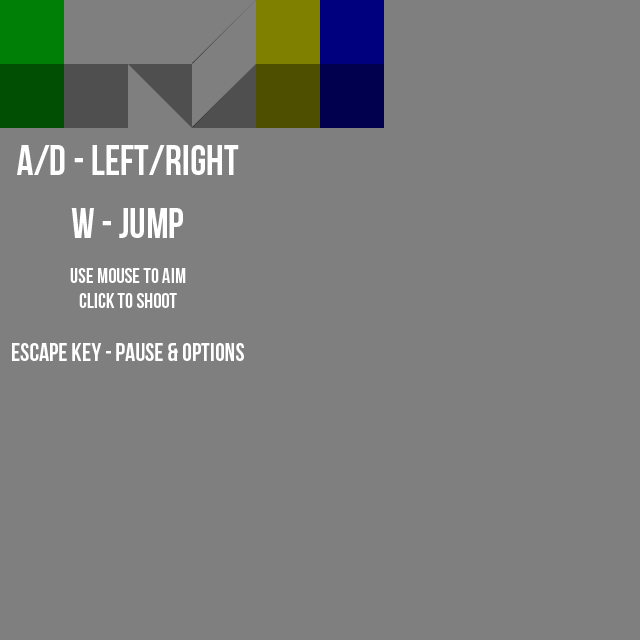 A/D - LEFT/RIGHT
W - JUMP
USE MOUSE TO AIM
CLICK TO SHOOT
ESCAPE KEY - PAUSE & OPTIONS